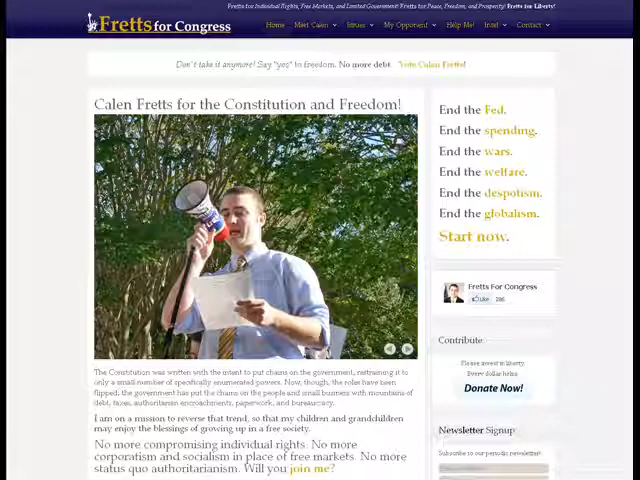 Fretts for Individual Rights, Free Markets, and Limited Government! Fretts for Peace, Freedom, and Prosperity! Fretts for Liberty!
Fretts for Congress
Home Meet Calen Issues My Opponent Help Me! Intel Contact
Don't take it anymore! Say "yes" to freedom. No more debt. Vote Calen Fretts!
Calen Fretts for the Constitution and Freedom!
The Constitution was written with the intent to put chains on the government, restraining it to
only a small number of specifically enumerated powers. Now, though, the roles have been
flipped; the government has put the chains on the people and small business with mountains of
debt, taxes, authoritarian encroachments, paperwork, and bureaucracy.
I am on a mission to reverse that trend, so that my children and grandchildren
may enjoy the blessings of growing up in a free society.
No more compromising individual rights. No more
corporatism and socialism in place of free markets. No more
status quo authoritarianism. Will you join me?
End the Fed.
End the spending.
End the wars.
End the welfare.
End the despotism.
End the globalism.
Start now.
Fretts For Congress
Like 286
Contribute
Please invest in liberty.
Every dollar helps.
Donate Now!
Newsletter Signup
Subscribe to our periodic newsletter!